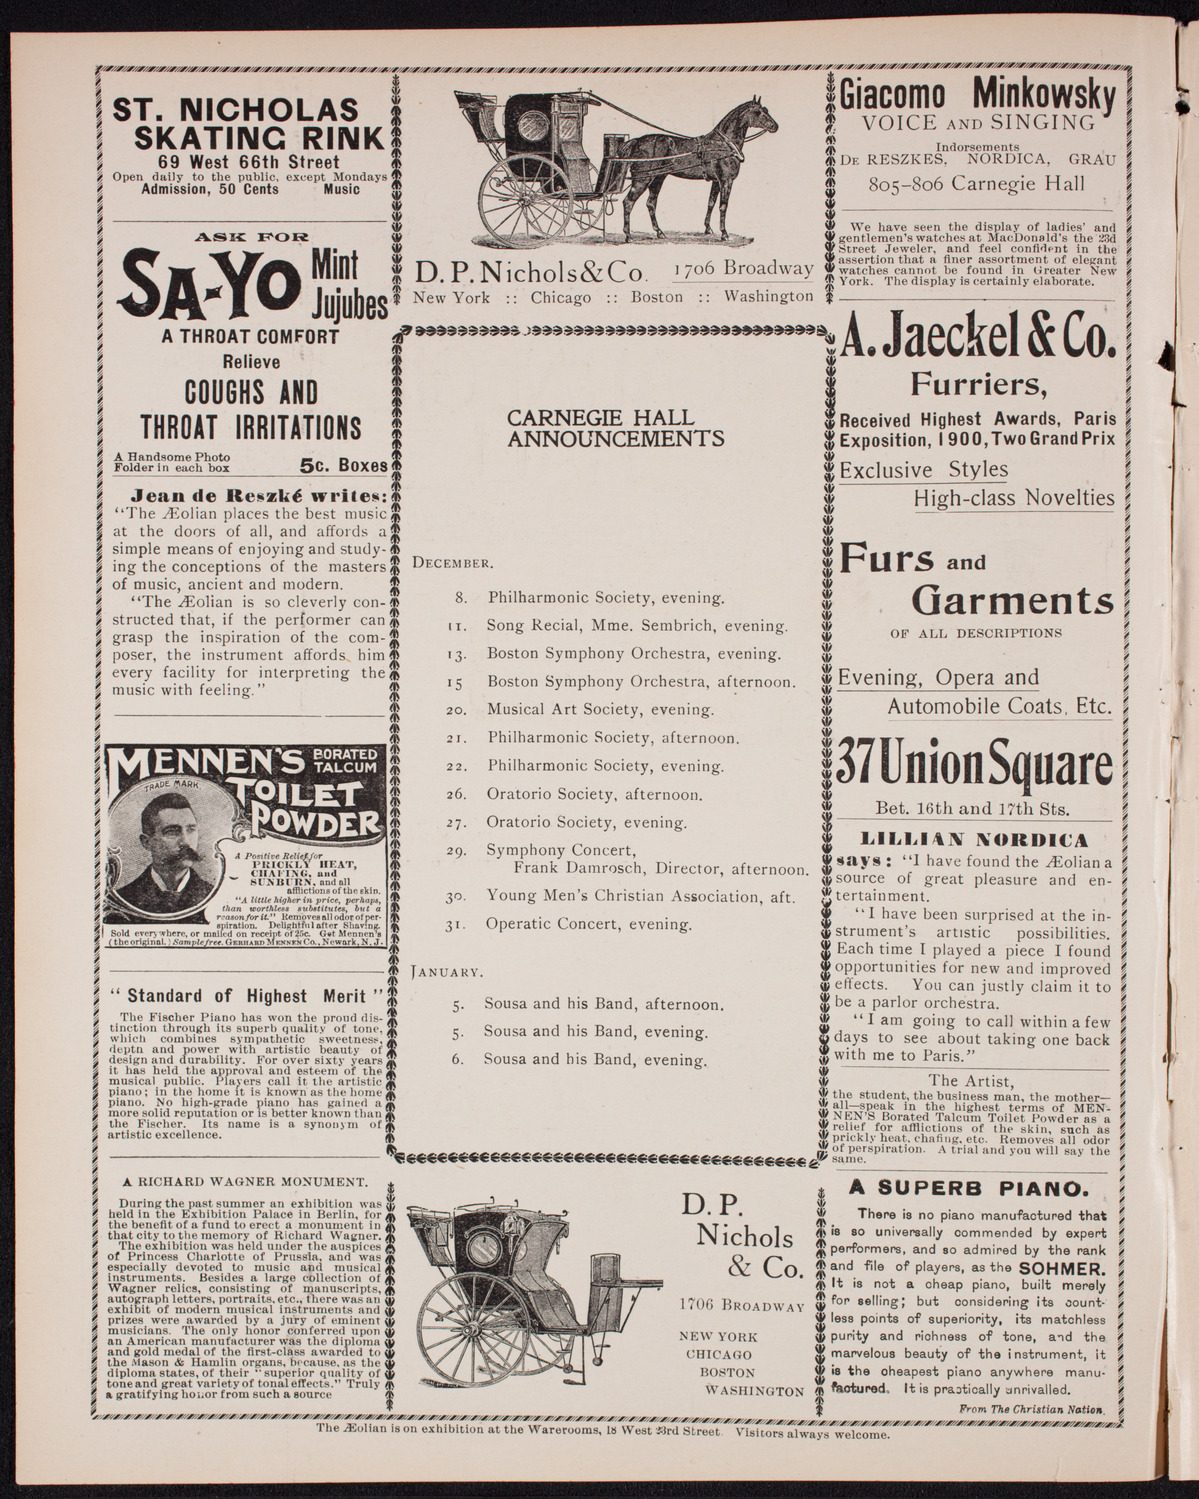 ST. NICHOLAS
SKATING RINK
69 West 66th Street
Open daily to the public, except Mondays
Admission, 50 Cents Music
ASK FOR
SA-YO Mint
Jujubes
A THROAT COMFORT
Relieve
COUGHS AND
THROAT IRRITATIONS
A Handsome Photo
Folder in each box
5c. Boxes
Jean de Reszké writes:
"The Æolian places the best music
at the doors of all, and affords a
simple means of enjoying and study-
ing the conceptions of the masters
of music, ancient and modern.
"The Æolian is so cleverly con-
structed that, if the performer can
grasp the inspiration of the com-
poser, the instrument affords him
every facility for interpreting the
music with feeling."
MENNEN'S BORATED
TALCUM
TOILET
POWDER
TRADE MARK
A Positive Relief for
PRICKLY HEAT,
CHAFING, and
SUNBURN, and all
afflictions of the skin.
"A little higher in price, perhaps,
than worthless substitutes, but a
reason for it." Removes all odor of per-
spiration. Delightful after Shaving.
Sold everywhere, or mailed on receipt of 25c. Get Mennen's
(the original.) Sample free. GERHARD MENNEN CO., Newark, N. J.
" Standard of Highest Merit "
The Fischer Piano has won the proud dis-
tinction through its superb quality of tone,
which combines sympathetic sweetness,
deptn and power with artistic beauty of
design and durability. For over sixty years
it has held the approval and esteem of the
musical public. Players call it the artistic
piano; in the home it is known as the home
piano. No high-grade piano has gained a
more solid reputation or is better known than
the Fischer. Its name is a synonym of
artistic excellence.
A RICHARD WAGNER MONUMENT.
During the past summer an exhibition was
held in the Exhibition Palace in Berlin, for
the benefit of a fund to erect a monument in
that city to the memory of Richard Wagner.
The exhibition was held under the auspices
of Princess Charlotte of Prussia, and was
especially devoted to music and musical
instruments. Besides a large collection of
Wagner relics, consisting of manuscripts,
autograph letters, portraits, etc., there was an
exhibit of modern musical instruments and
prizes were awarded by a jury of eminent
musicians. The only honor conferred upon
an American manufacturer was the diploma
and gold medal of the first-class awarded to
the Mason & Hamlin organs, because, as the
diploma states, of their "superior quality of
tone and great variety of tonal effects." Truly
a gratifying honor from such a source
D. P. Nichols & Co. 1706 Broadway
New York :: Chicago :: Boston :: Washington
CARNEGIE HALL
ANNOUNCEMENTS
DECEMBER.
8. Philharmonic Society, evening.
11. Song Recial, Mme. Sembrich, evening.
13. Boston Symphony Orchestra, evening.
15 Boston Symphony Orchestra, afternoon.
20. Musical Art Society, evening.
21. Philharmonic Society, afternoon.
22. Philharmonic Society, evening.
26. Oratorio Society, afternoon.
27. Oratorio Society, evening.
29. Symphony Concert,
Frank Damrosch, Director, afternoon.
30. Young Men's Christian Association, aft.
31. Operatic Concert, evening.
JANUARY.
5. Sousa and his Band, afternoon.
5. Sousa and his Band, evening.
6. Sousa and his Band, evening.
D. P.
Nichols
& Co.
1706 BROADWAY
NEW YORK
CHICAGO
BOSTON
WASHINGTON
Giacomo Minkowsky
VOICE AND SINGING
Indorsements
DE RESZKES, NORDICA, GRAU
805-806 Carnegie Hall
We have seen the display of ladies' and
gentlemen's watches at MacDonald's the 23d
Street Jeweler, and feel confident in the
assertion that a finer assortment of elegant
watches cannot be found in Greater New
York. The display is certainly elaborate.
A. Jaeckel & Co.
Furriers,
Received Highest Awards, Paris
Exposition, 1900, Two Grand Prix
Exclusive Styles
High-class Novelties
Furs and
Garments
OF ALL DESCRIPTIONS
Evening, Opera and
Automobile Coats, Etc.
37 Union Square
Bet. 16th and 17th Sts.
LILLIAN NORDICA
says: "I have found the Æolian a
source of great pleasure and en-
tertainment.
"I have been surprised at the in-
strument's artistic possibilities.
Each time I played a piece I found
opportunities for new and improved
effects. You can justly claim it to
be a parlor orchestra.
"I am going to call within a few
days to see about taking one back
with me to Paris."
The Artist,
the student, the business man, the mother—
all—speak in the highest terms of MEN-
NEN'S Borated Talcum Toilet Powder as a
relief for afflictions of the skin, such as
prickly heat, chafing, etc. Removes all odor
of perspiration. A trial and you will say the
same.
A SUPERB PIANO.
There is no piano manufactured that
is so universally commended by expert
performers, and so admired by the rank
and file of players, as the SOHMER.
It is not a cheap piano, built merely
for selling; but considering its count-
less points of superiority, its matchless
purity and richness of tone, and the
marvelous beauty of the instrument, it
is the cheapest piano anywhere manu-
factured. It is practically unrivalled.
From The Christian Nation.
The Æolian is on exhibition at the Warerooms, 18 West 23rd Street. Visitors always welcome.